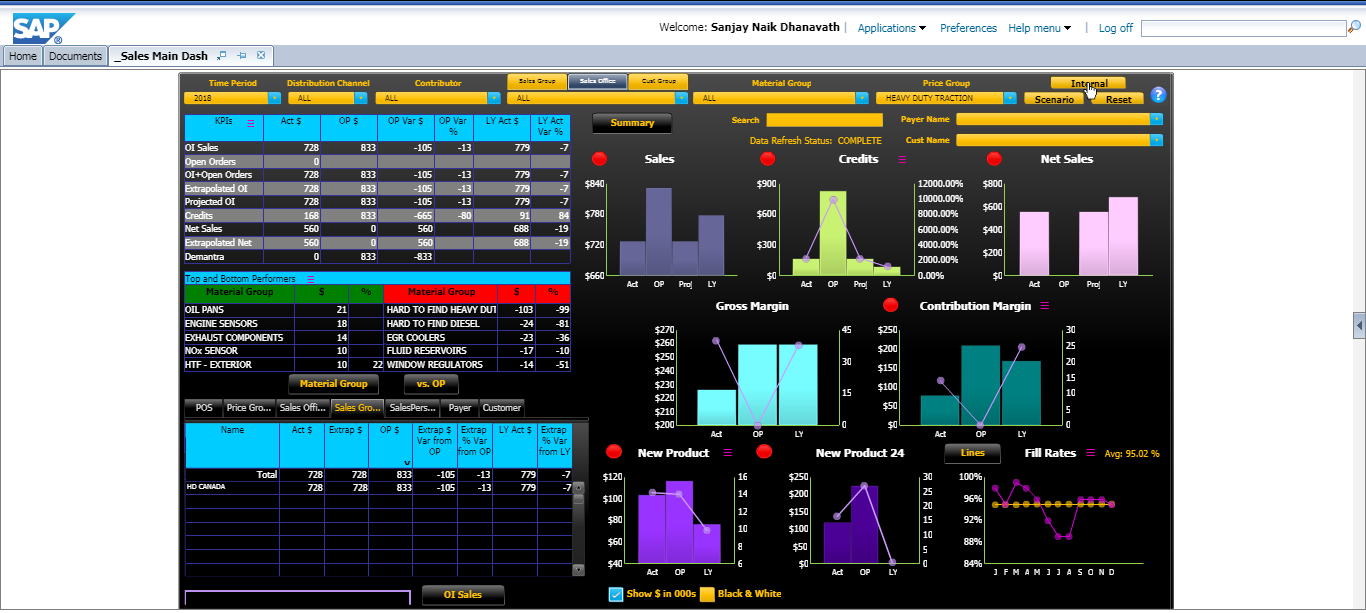 SAP ®
Welcome: Sanjay Naik Dhanavath | Applications Preferences Help menu | Log off
Home Documents _Sales Main Dash
Time Period Distribution Channel Contributor Sales Group Sales Office Cust Group Material Group Price Group Internal
2018 ALL ALL ALL ALL HEAVY DUTY TRACTION Scenario Reset ?
KPIs Act $ OP $ OP Var $ OP Var % LY Act $ LY Act Var %
OI Sales 728 833 -105 -13 779 -7
Open Orders 0
OI+Open Orders 728 833 -105 -13 779 -7
Extrapolated OI 728 833 -105 -13 779 -7
Projected OI 728 833 -105 -13 779 -7
Credits 168 833 -665 -80 91 84
Net Sales 560 0 560 688 -19
Extrapolated Net 560 0 560 688 -19
Demantra 0 833 -833
Summary Search Payer Name
Data Refresh Status: COMPLETE Cust Name
Sales Credits Net Sales
$840 $900 12000.00% $800
10000.00% $600
$780 $600 8000.00%
6000.00% $400
$720 $300 4000.00%
2000.00% $200
$660 $0 0.00% $0
Act OP Proj LY Act OP Proj LY Act OP Proj LY
Top and Bottom Performers
Material Group $ % Material Group $ %
OIL PANS 21 HARD TO FIND HEAVY DUT -103 -99
ENGINE SENSORS 18 HARD TO FIND DIESEL -24 -81
EXHAUST COMPONENTS 14 EGR COOLERS -23 -36
NOx SENSOR 10 FLUID RESERVOIRS -17 -10
HTF - EXTERIOR 10 22 WINDOW REGULATORS -14 -51
Material Group vs. OP
Gross Margin Contribution Margin
$270 45 $250 30
$260 25
$250 30 $200 20
$240 $150 15
$230 15 $100 10
$220 $50 5
$210
$200 0 $0 0
Act OP LY Act OP LY
POS Price Gro... Sales Offi... Sales Gro... SalesPers... Payer Customer
Name Act $ Extrap $ OP $ Extrap $ Var from OP Extrap % Var from OP LY Act $ Extrap % Var from LY
Total 728 728 833 -105 -13 779 -7
HD CANADA 728 728 833 -105 -13 779 -7
New Product New Product 24 Lines Fill Rates Avg: 95.02 %
$120 16 $250 30 100%
14 $200 25
$100 12 $150 20 96%
$80 10 15 92%
$60 8 $100 10 88%
$50 5
$40 6 $0 0 84%
Act OP LY Act OP LY J F M A M J J A S O N D
OI Sales Show $ in 000s Black & White